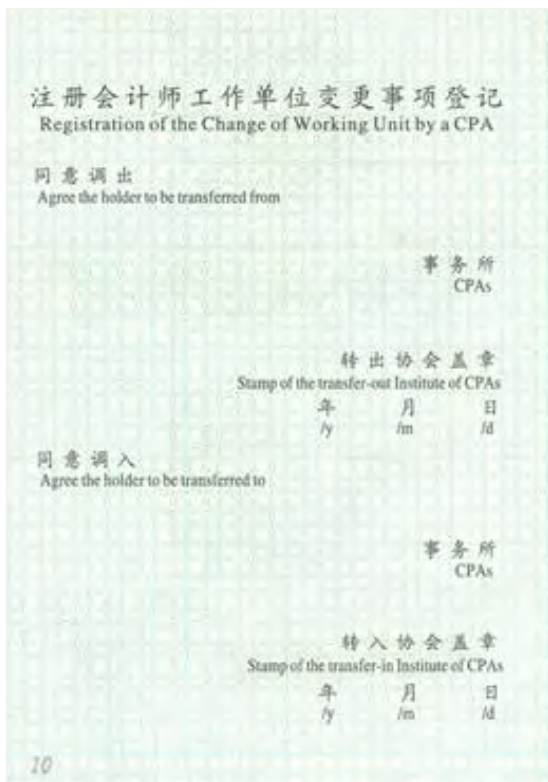 注册会计师工作单位变更事项登记
Registration of the Change of Working Unit by a CPA
同意调出
Agree the holder to be transferred from
事务所
CPAs
转出协会盖章
Stamp of the transfer-out Institute of CPAs
年 月 日
/y /m /d
同意调入
Agree the holder to be transferred to
事务所
CPAs
转入协会盖章
Stamp of the transfer-in Institute of CPAs
年 月 日
/y /m /d
10